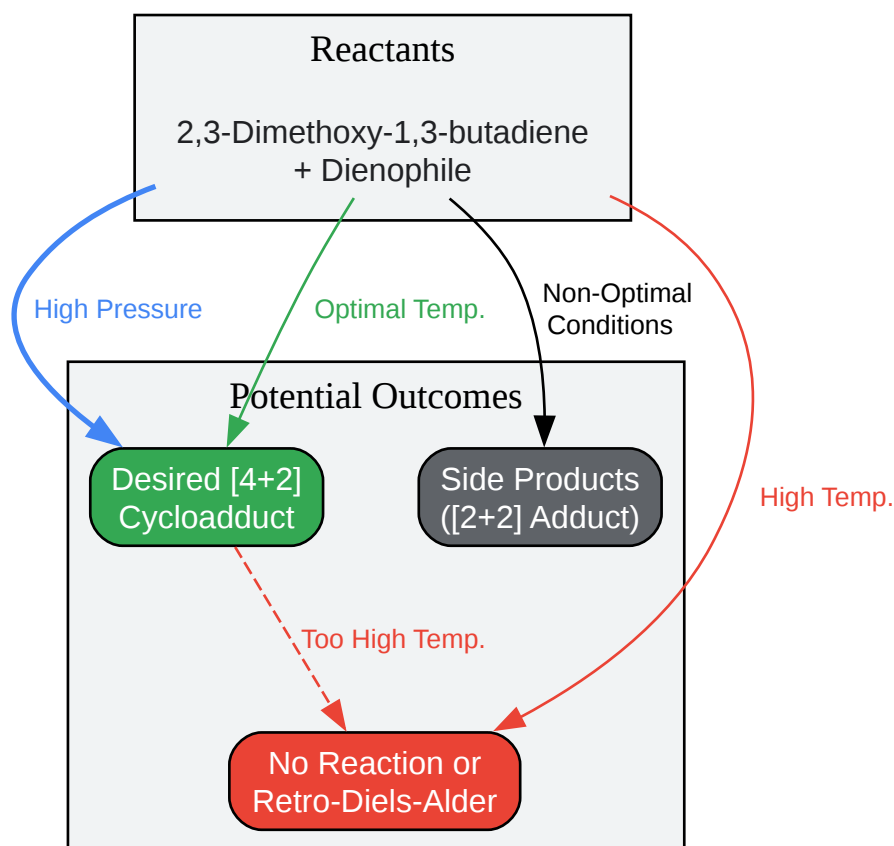 Reactants
2,3-Dimethoxy-1,3-butadiene
+ Dienophile
High Pressure
Optimal Temp.
Non-Optimal
Conditions
High Temp.
Potential Outcomes
Desired [4+2]
Cycloadduct
Side Products
([2+2] Adduct)
Too High Temp.
No Reaction or
Retro-Diels-Alder